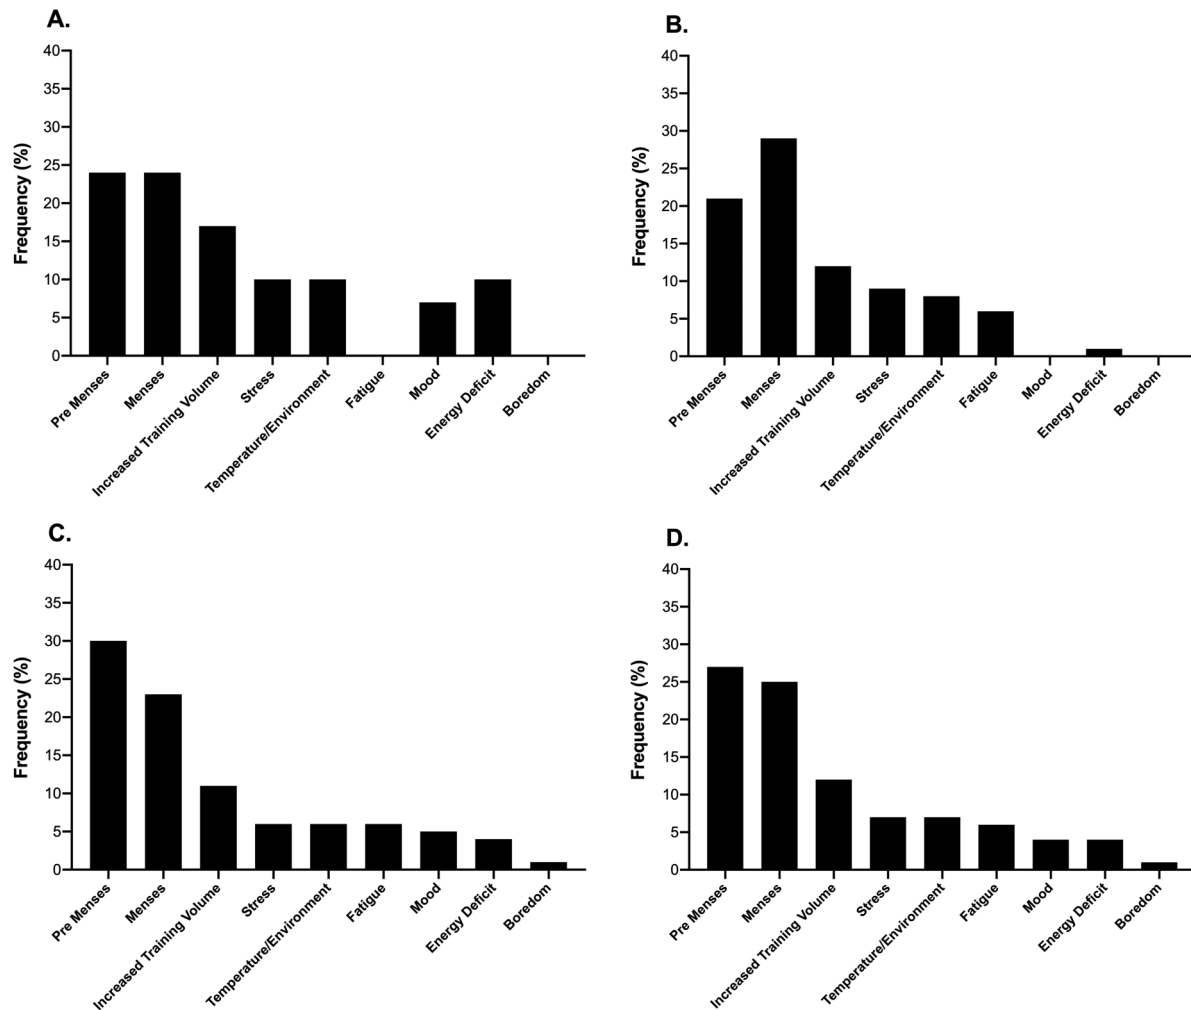 A.
Frequency (%)
40
35
30
25
20
15
10
5
0
Pre Menses
Menses
Increased Training Volume
Stress
Temperature/Environment
Fatigue
Mood
Energy Deficit
Boredom
B.
Frequency (%)
40
35
30
25
20
15
10
5
0
Pre Menses
Menses
Increased Training Volume
Stress
Temperature/Environment
Fatigue
Mood
Energy Deficit
Boredom
C.
Frequency (%)
40
35
30
25
20
15
10
5
0
Pre Menses
Menses
Increased Training Volume
Stress
Temperature/Environment
Fatigue
Mood
Energy Deficit
Boredom
D.
Frequency (%)
40
35
30
25
20
15
10
5
0
Pre Menses
Menses
Increased Training Volume
Stress
Temperature/Environment
Fatigue
Mood
Energy Deficit
Boredom